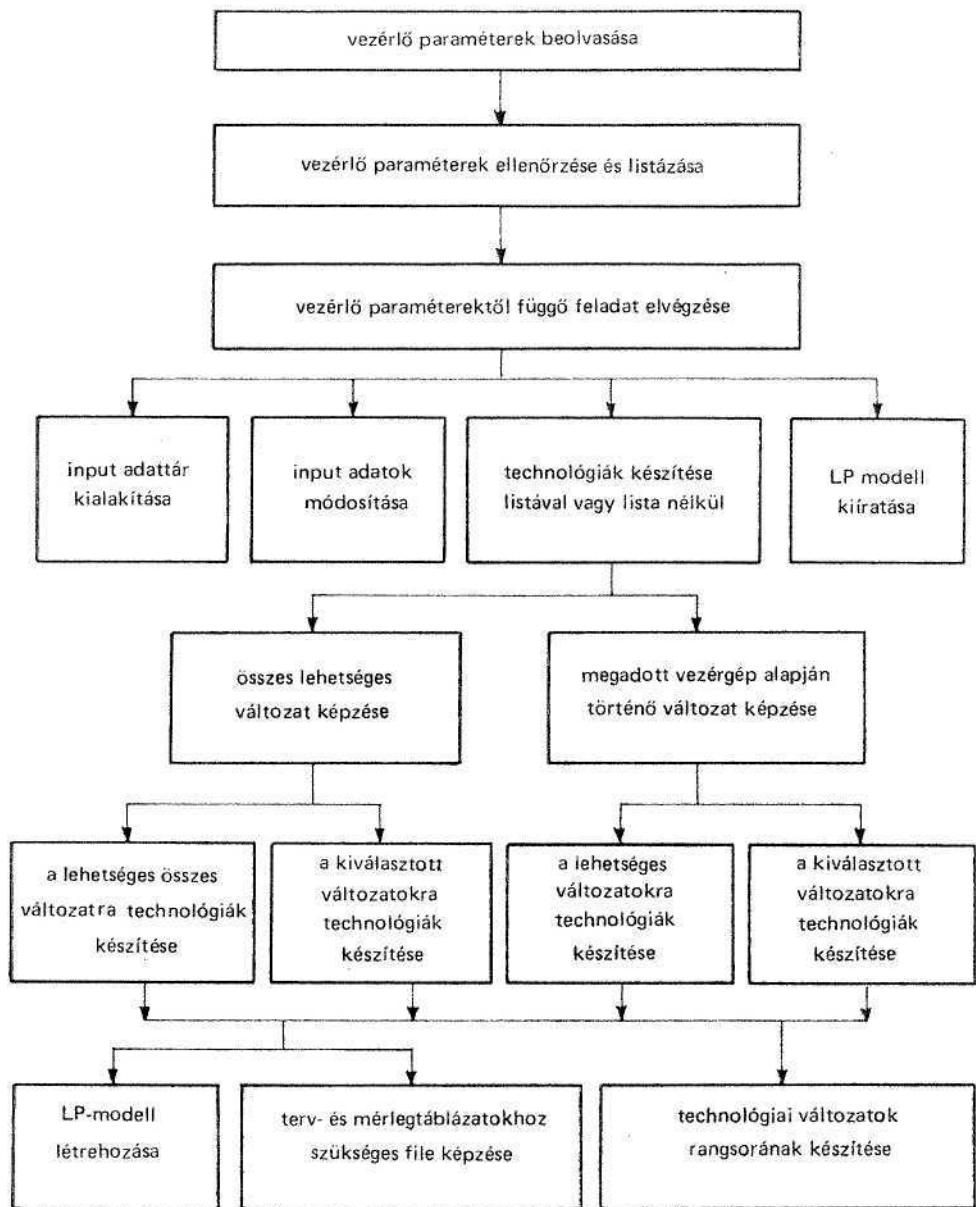 vezérlő paraméterek beolvasása
vezérlő paraméterek ellenőrzése és listázása
vezérlő paraméterektől függő feladat elvégzése
input adattár
kialakítása
input adatok
módosítása
technológiák készítése
listával vagy lista nélkül
LP modell
kiíratása
összes lehetséges
változat képzése
megadott vezérgép alapján
történő változat képzése
a lehetséges összes
változatra technológiák
készítése
a kiválasztott
változatokra
technológiák
készítése
a lehetséges
változatokra
technológiák
készítése
a kiválasztott
változatokra
technológiák
készítése
LP-modell
létrehozása
terv- és mérlegtáblázatokhoz
szükséges file képzése
technológiai változatok
rangsorának készítése